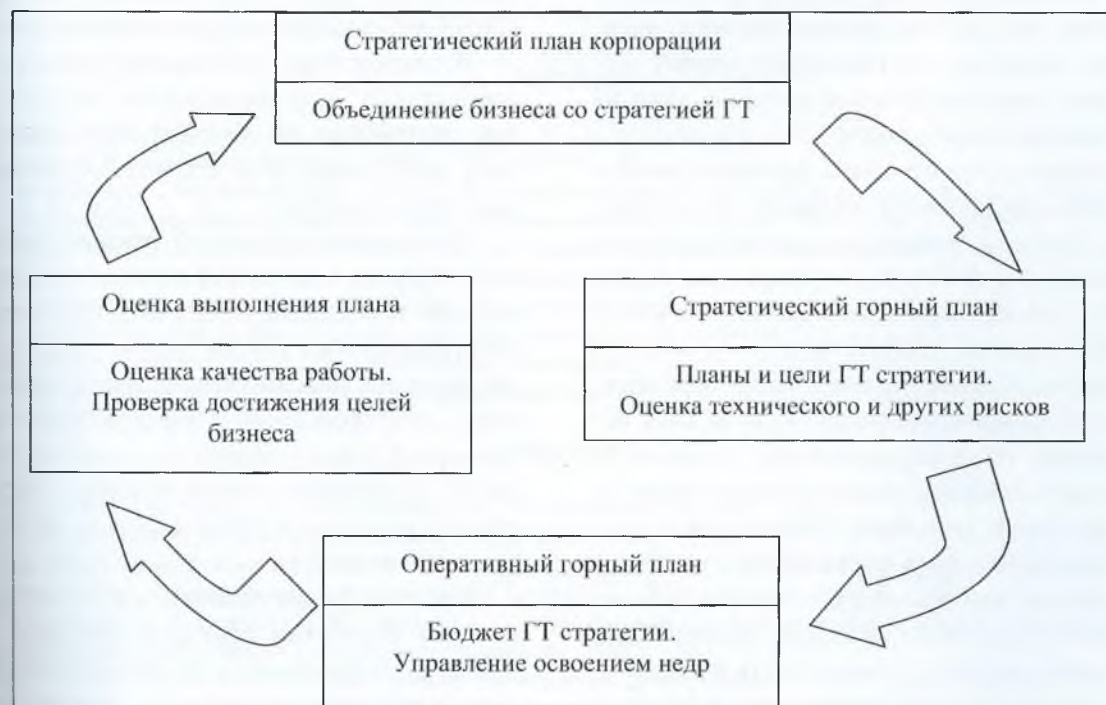 Стратегический план корпорации
Объединение бизнеса со стратегией ГТ
Оценка выполнения плана
Оценка качества работы.
Проверка достижения целей
бизнеса
Стратегический горный план
Планы и цели ГТ стратегии.
Оценка технического и других рисков
Оперативный горный план
Бюджет ГТ стратегии.
Управление освоением недр